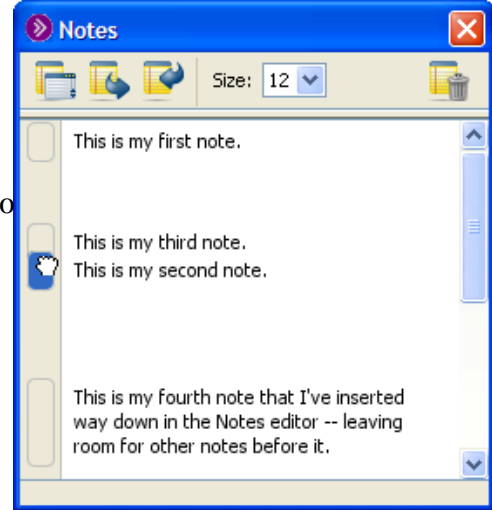 Notes
Size: 12
This is my first note.
This is my third note.
This is my second note.
This is my fourth note that I've inserted
way down in the Notes editor -- leaving
room for other notes before it.